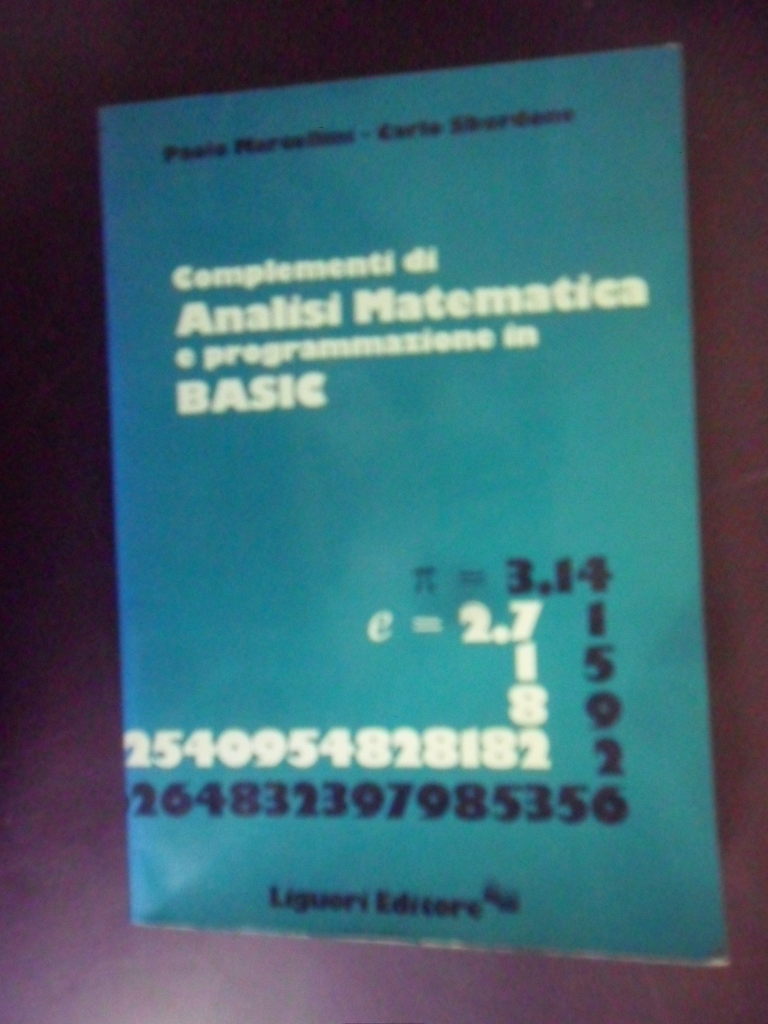 Paolo Marcellini - Carlo Sbordone
Complementi di
Analisi Matematica
e programmazione in
BASIC
π = 3,14
e = 2,7 1
1 5
8 9
2540954828182 2
264832397985356
Liguori Editore